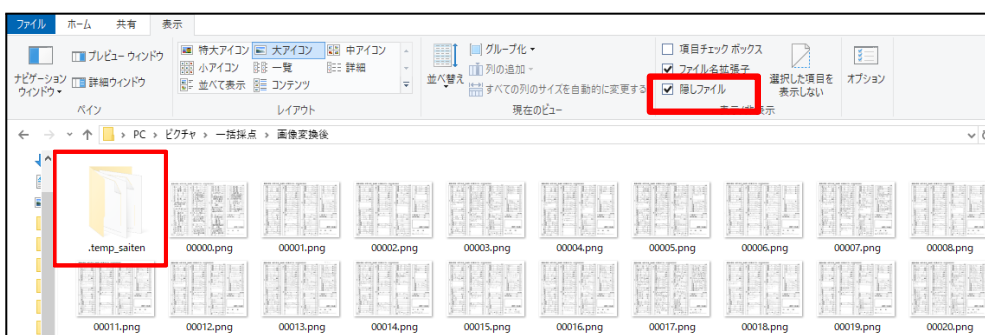 ファイル ホーム 共有 表示
ナビゲーション
ウィンドウ
プレビュー ウィンドウ
詳細ウィンドウ
ペイン
特大アイコン 大アイコン 中アイコン
小アイコン 一覧 詳細
並べて表示 コンテンツ
レイアウト
並べ替え
グループ化
列の追加
すべての列のサイズを自動的に変更する
現在のビュー
項目チェック ボックス
ファイル名拡張子
隠しファイル
選択した項目を
表示しない
表示/非表示
オプション
PC › ピクチャ › 一括採点 › 画像変換後
.temp_saiten 00000.png 00001.png 00002.png 00003.png 00004.png 00005.png 00006.png 00007.png 00008.png
00011.png 00012.png 00013.png 00014.png 00015.png 00016.png 00017.png 00018.png 00019.png 00020.png